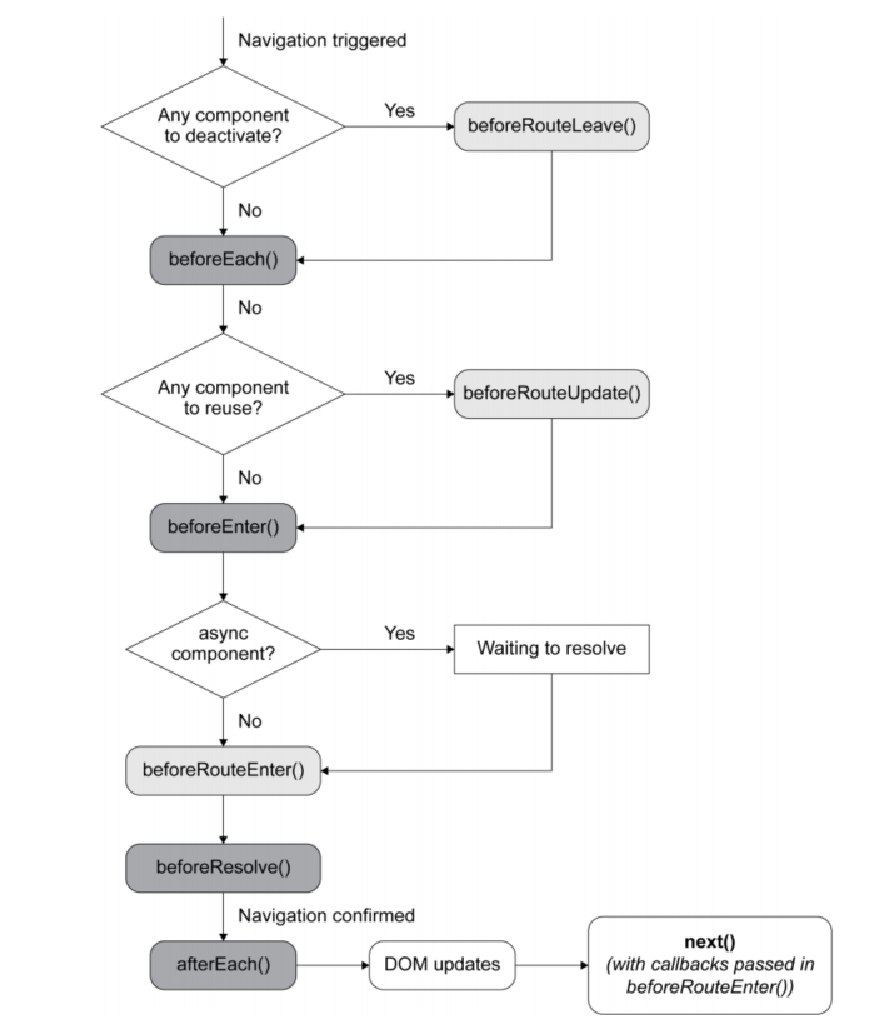 Navigation triggered
Any component
to deactivate?
Yes
beforeRouteLeave()
No
beforeEach()
No
Any component
to reuse?
Yes
beforeRouteUpdate()
No
beforeEnter()
async
component?
Yes
Waiting to resolve
No
beforeRouteEnter()
beforeResolve()
Navigation confirmed
afterEach()
DOM updates
next()
(with callbacks passed in
beforeRouteEnter())